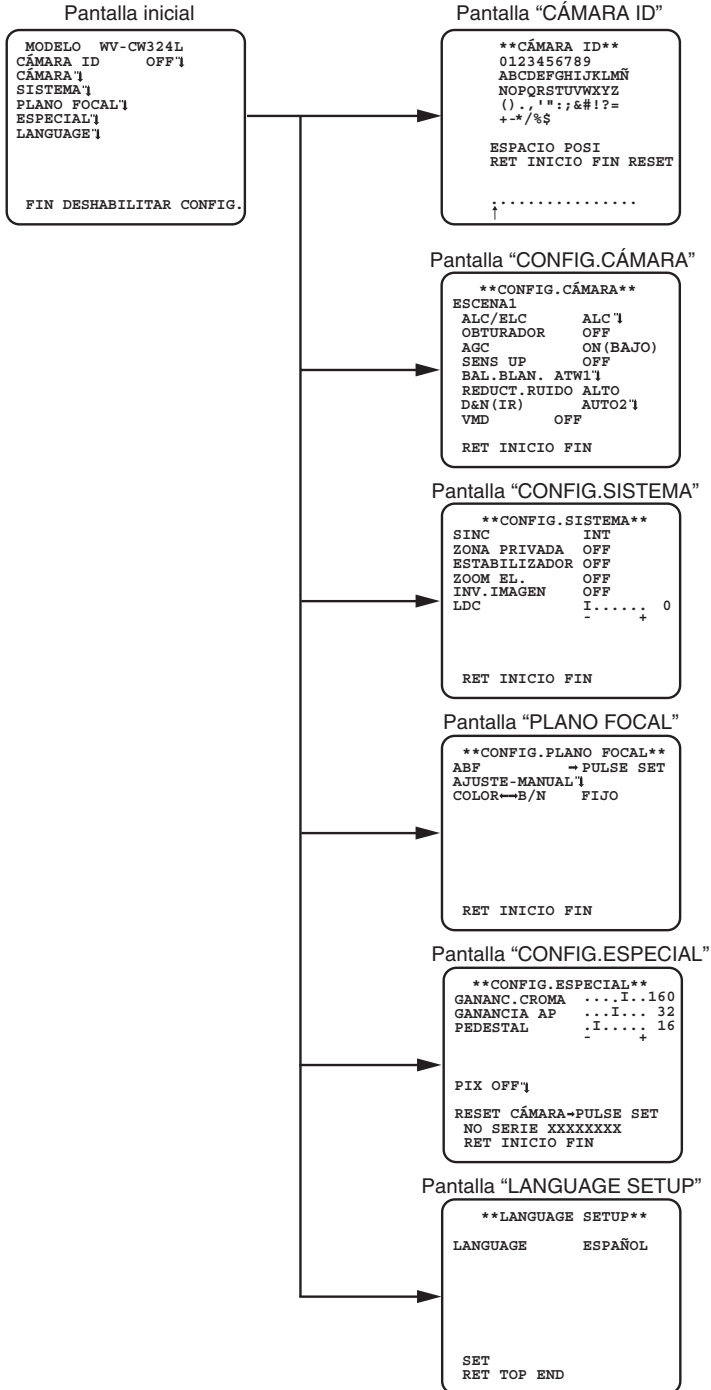 Pantalla inicial
MODELO WV-CW324L
CÁMARA ID OFF
CÁMARA
SISTEMA
PLANO FOCAL
ESPECIAL
LANGUAGE
FIN DESHABILITAR CONFIG.
Pantalla “CÁMARA ID”
**CÁMARA ID**
0123456789
ABCDEFGHIJKLMÑ
NOPQRSTUVWXYZ
().,'":;&#!?=
+-*/%$
ESPACIO POSI
RET INICIO FIN RESET
................
↑
Pantalla “CONFIG.CÁMARA”
**CONFIG.CÁMARA**
ESCENA1
ALC/ELC ALC
OBTURADOR OFF
AGC ON(BAJO)
SENS UP OFF
BAL.BLAN. ATW1
REDUCT.RUIDO ALTO
D&N(IR) AUTO2
VMD OFF
RET INICIO FIN
Pantalla “CONFIG.SISTEMA”
**CONFIG.SISTEMA**
SINC INT
ZONA PRIVADA OFF
ESTABILIZADOR OFF
ZOOM EL. OFF
INV.IMAGEN OFF
LDC I...... 0
- +
RET INICIO FIN
Pantalla “PLANO FOCAL”
**CONFIG.PLANO FOCAL**
ABF →PULSE SET
AJUSTE-MANUAL
COLOR←→B/N FIJO
RET INICIO FIN
Pantalla “CONFIG.ESPECIAL”
**CONFIG.ESPECIAL**
GANANC.CROMA ....I..160
GANANCIA AP ...I... 32
PEDESTAL .I..... 16
- +
PIX OFF
RESET CÁMARA→PULSE SET
NO SERIE XXXXXXXX
RET INICIO FIN
Pantalla “LANGUAGE SETUP”
**LANGUAGE SETUP**
LANGUAGE ESPAÑOL
SET
RET TOP END